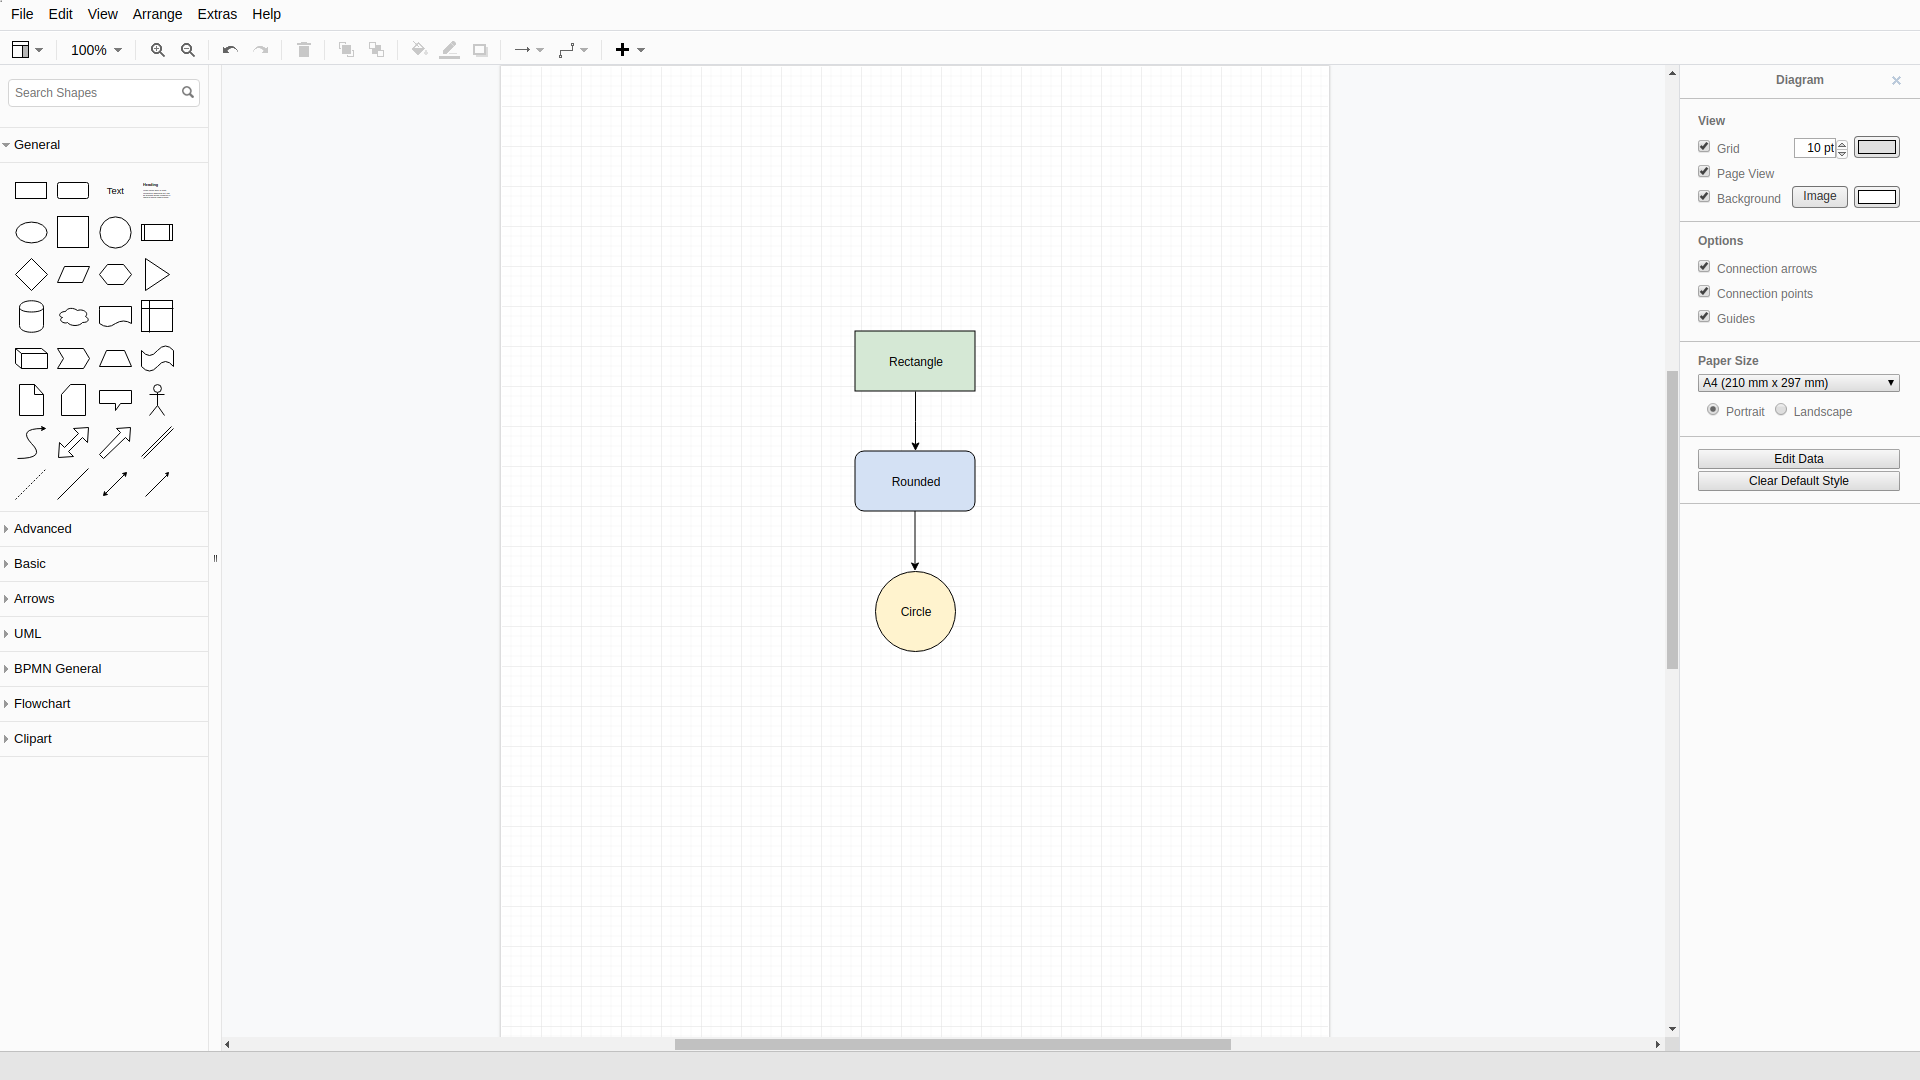 File Edit View Arrange Extras Help
100%
Search Shapes
General
Text
Heading
Advanced
Basic
Arrows
UML
BPMN General
Flowchart
Clipart
Rectangle
Rounded
Circle
Diagram
View
Grid 10 pt
Page View
Background Image
Options
Connection arrows
Connection points
Guides
Paper Size
A4 (210 mm x 297 mm)
Portrait Landscape
Edit Data
Clear Default Style